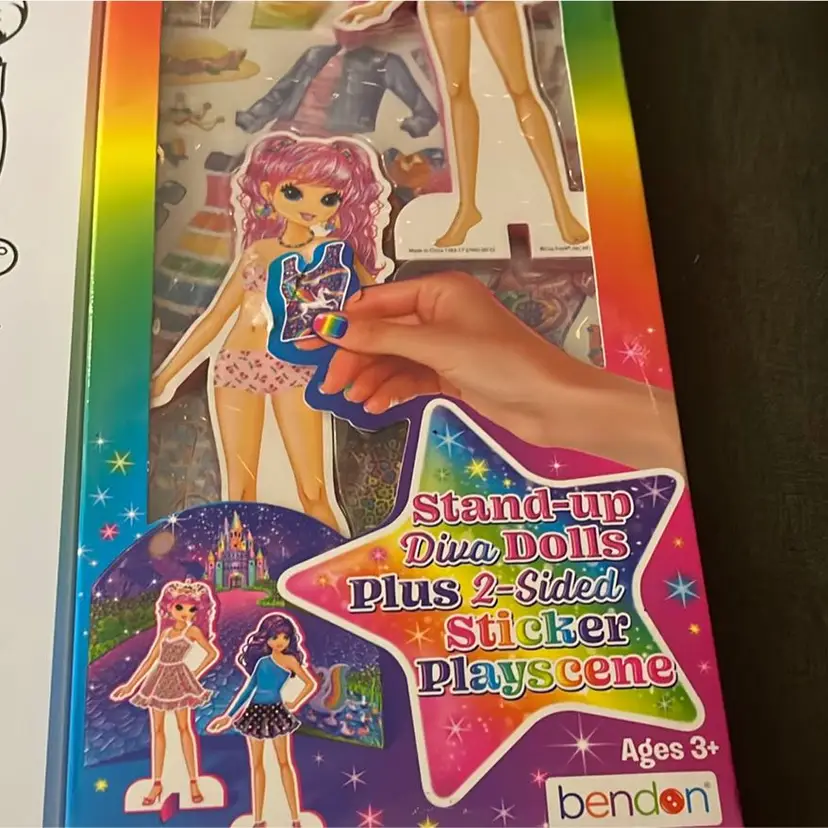 Stand-up
Diva Dolls
Plus 2-Sided
Sticker
Playscene
Ages 3+
bendon